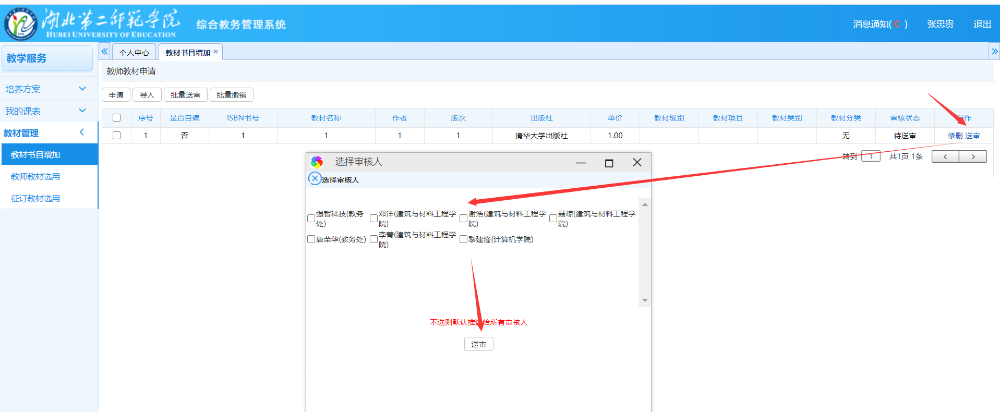 湖北第二师范学院
HUBEI UNIVERSITY OF EDUCATION
综合教务管理系统
消息通知( 0 ) 张忠贵 退出
教学服务
培养方案
我的课表
教材管理
教材书目增加
教师教材选用
征订教材选用
个人中心 教材书目增加
教师教材申请
申请 导入 批量送审 批量撤销
序号 是否自编 ISBN书号 教材名称 作者 版次 出版社 单价 教材级别 教材项目 教材类别 教材分类 审核状态 操作
1 否 1 1 1 1 清华大学出版社 1.00 无 待送审 修删 送审
转到 1 共1页 1条
选择审核人
选择审核人
强智科技(教务处) 邓洋(建筑与材料工程学院) 谢浩(建筑与材料工程学院) 聂琼(建筑与材料工程学院)
唐荣华(教务处) 李菁(建筑与材料工程学院) 黎建锋(计算机学院)
不选则默认推送给所有审核人
送审